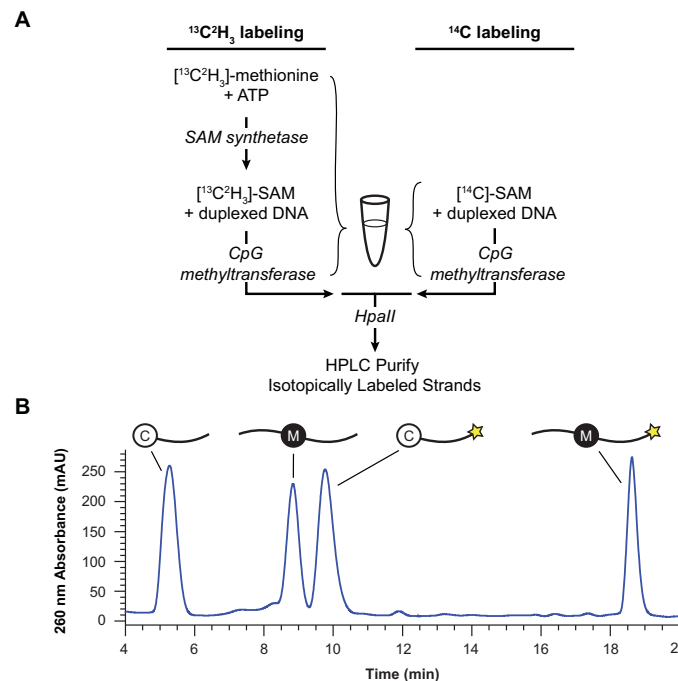 A
¹³C²H₃ labeling
¹⁴C labeling
[¹³C²H₃]-methionine
+ ATP
SAM synthetase
[¹³C²H₃]-SAM
+ duplexed DNA
[¹⁴C]-SAM
+ duplexed DNA
CpG
methyltransferase
CpG
methyltransferase
HpaII
HPLC Purify
Isotopically Labeled Strands
B
C
M
C
M
260 nm Absorbance (mAU)
250
200
150
100
50
0
4 6 8 10 12 14 16 18 2
Time (min)